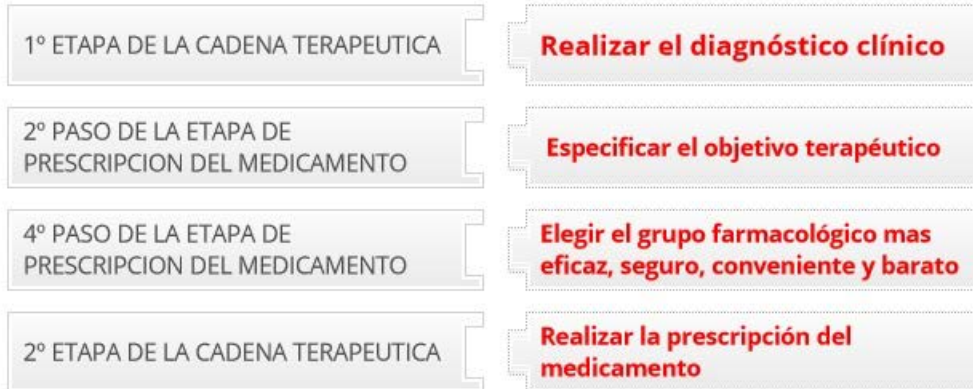 1º ETAPA DE LA CADENA TERAPEUTICA
Realizar el diagnóstico clínico
2º PASO DE LA ETAPA DE
PRESCRIPCION DEL MEDICAMENTO
Especificar el objetivo terapéutico
4º PASO DE LA ETAPA DE
PRESCRIPCION DEL MEDICAMENTO
Elegir el grupo farmacológico mas
eficaz, seguro, conveniente y barato
2º ETAPA DE LA CADENA TERAPEUTICA
Realizar la prescripción del
medicamento